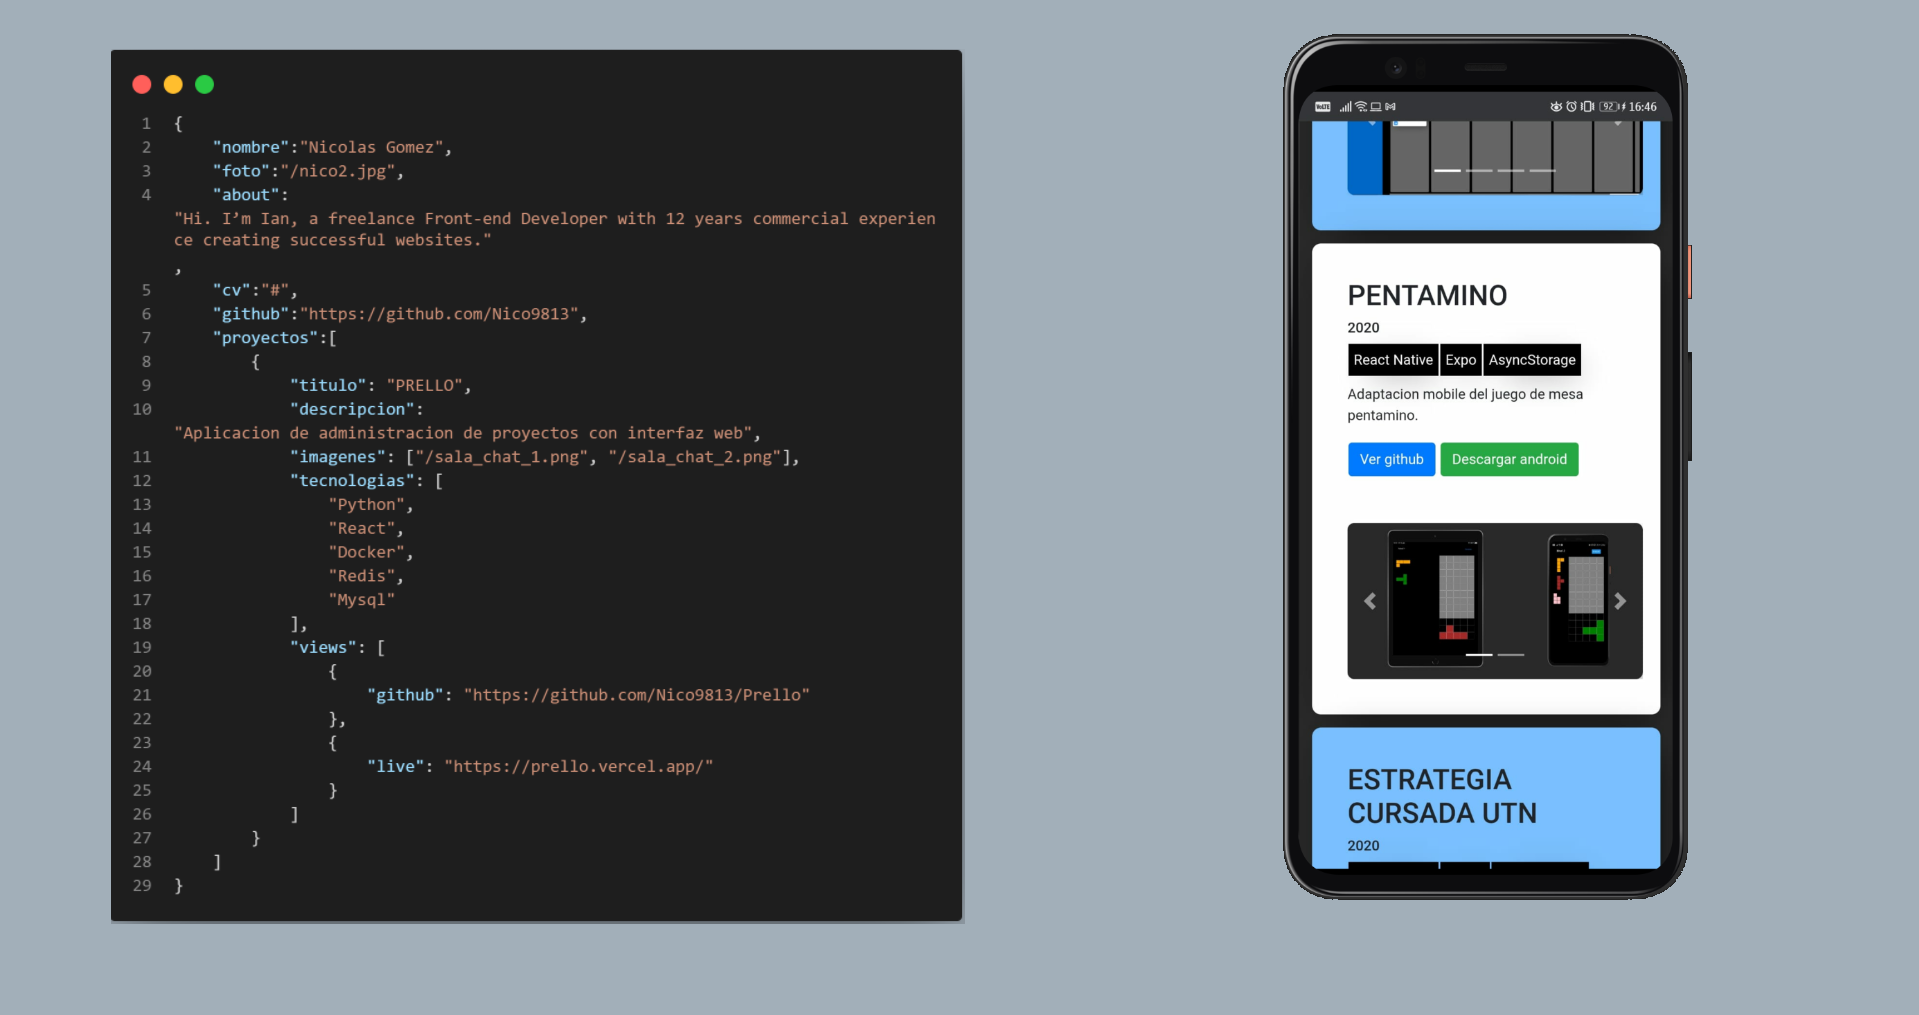 1 {
2 "nombre":"Nicolas Gomez",
3 "foto":"/nico2.jpg",
4 "about":
"Hi. I’m Ian, a freelance Front-end Developer with 12 years commercial experien
ce creating successful websites."
,
5 "cv":"#",
6 "github":"https://github.com/Nico9813",
7 "proyectos":[
8 {
9 "titulo": "PRELLO",
10 "descripcion":
"Aplicacion de administracion de proyectos con interfaz web",
11 "imagenes": ["/sala_chat_1.png", "/sala_chat_2.png"],
12 "tecnologias": [
13 "Python",
14 "React",
15 "Docker",
16 "Redis",
17 "Mysql"
18 ],
19 "views": [
20 {
21 "github": "https://github.com/Nico9813/Prello"
22 },
23 {
24 "live": "https://prello.vercel.app/"
25 }
26 ]
27 }
28 ]
29 }
VoLTE 92 16:46
PENTAMINO
2020
React Native Expo AsyncStorage
Adaptacion mobile del juego de mesa
pentamino.
Ver github Descargar android
ESTRATEGIA
CURSADA UTN
2020